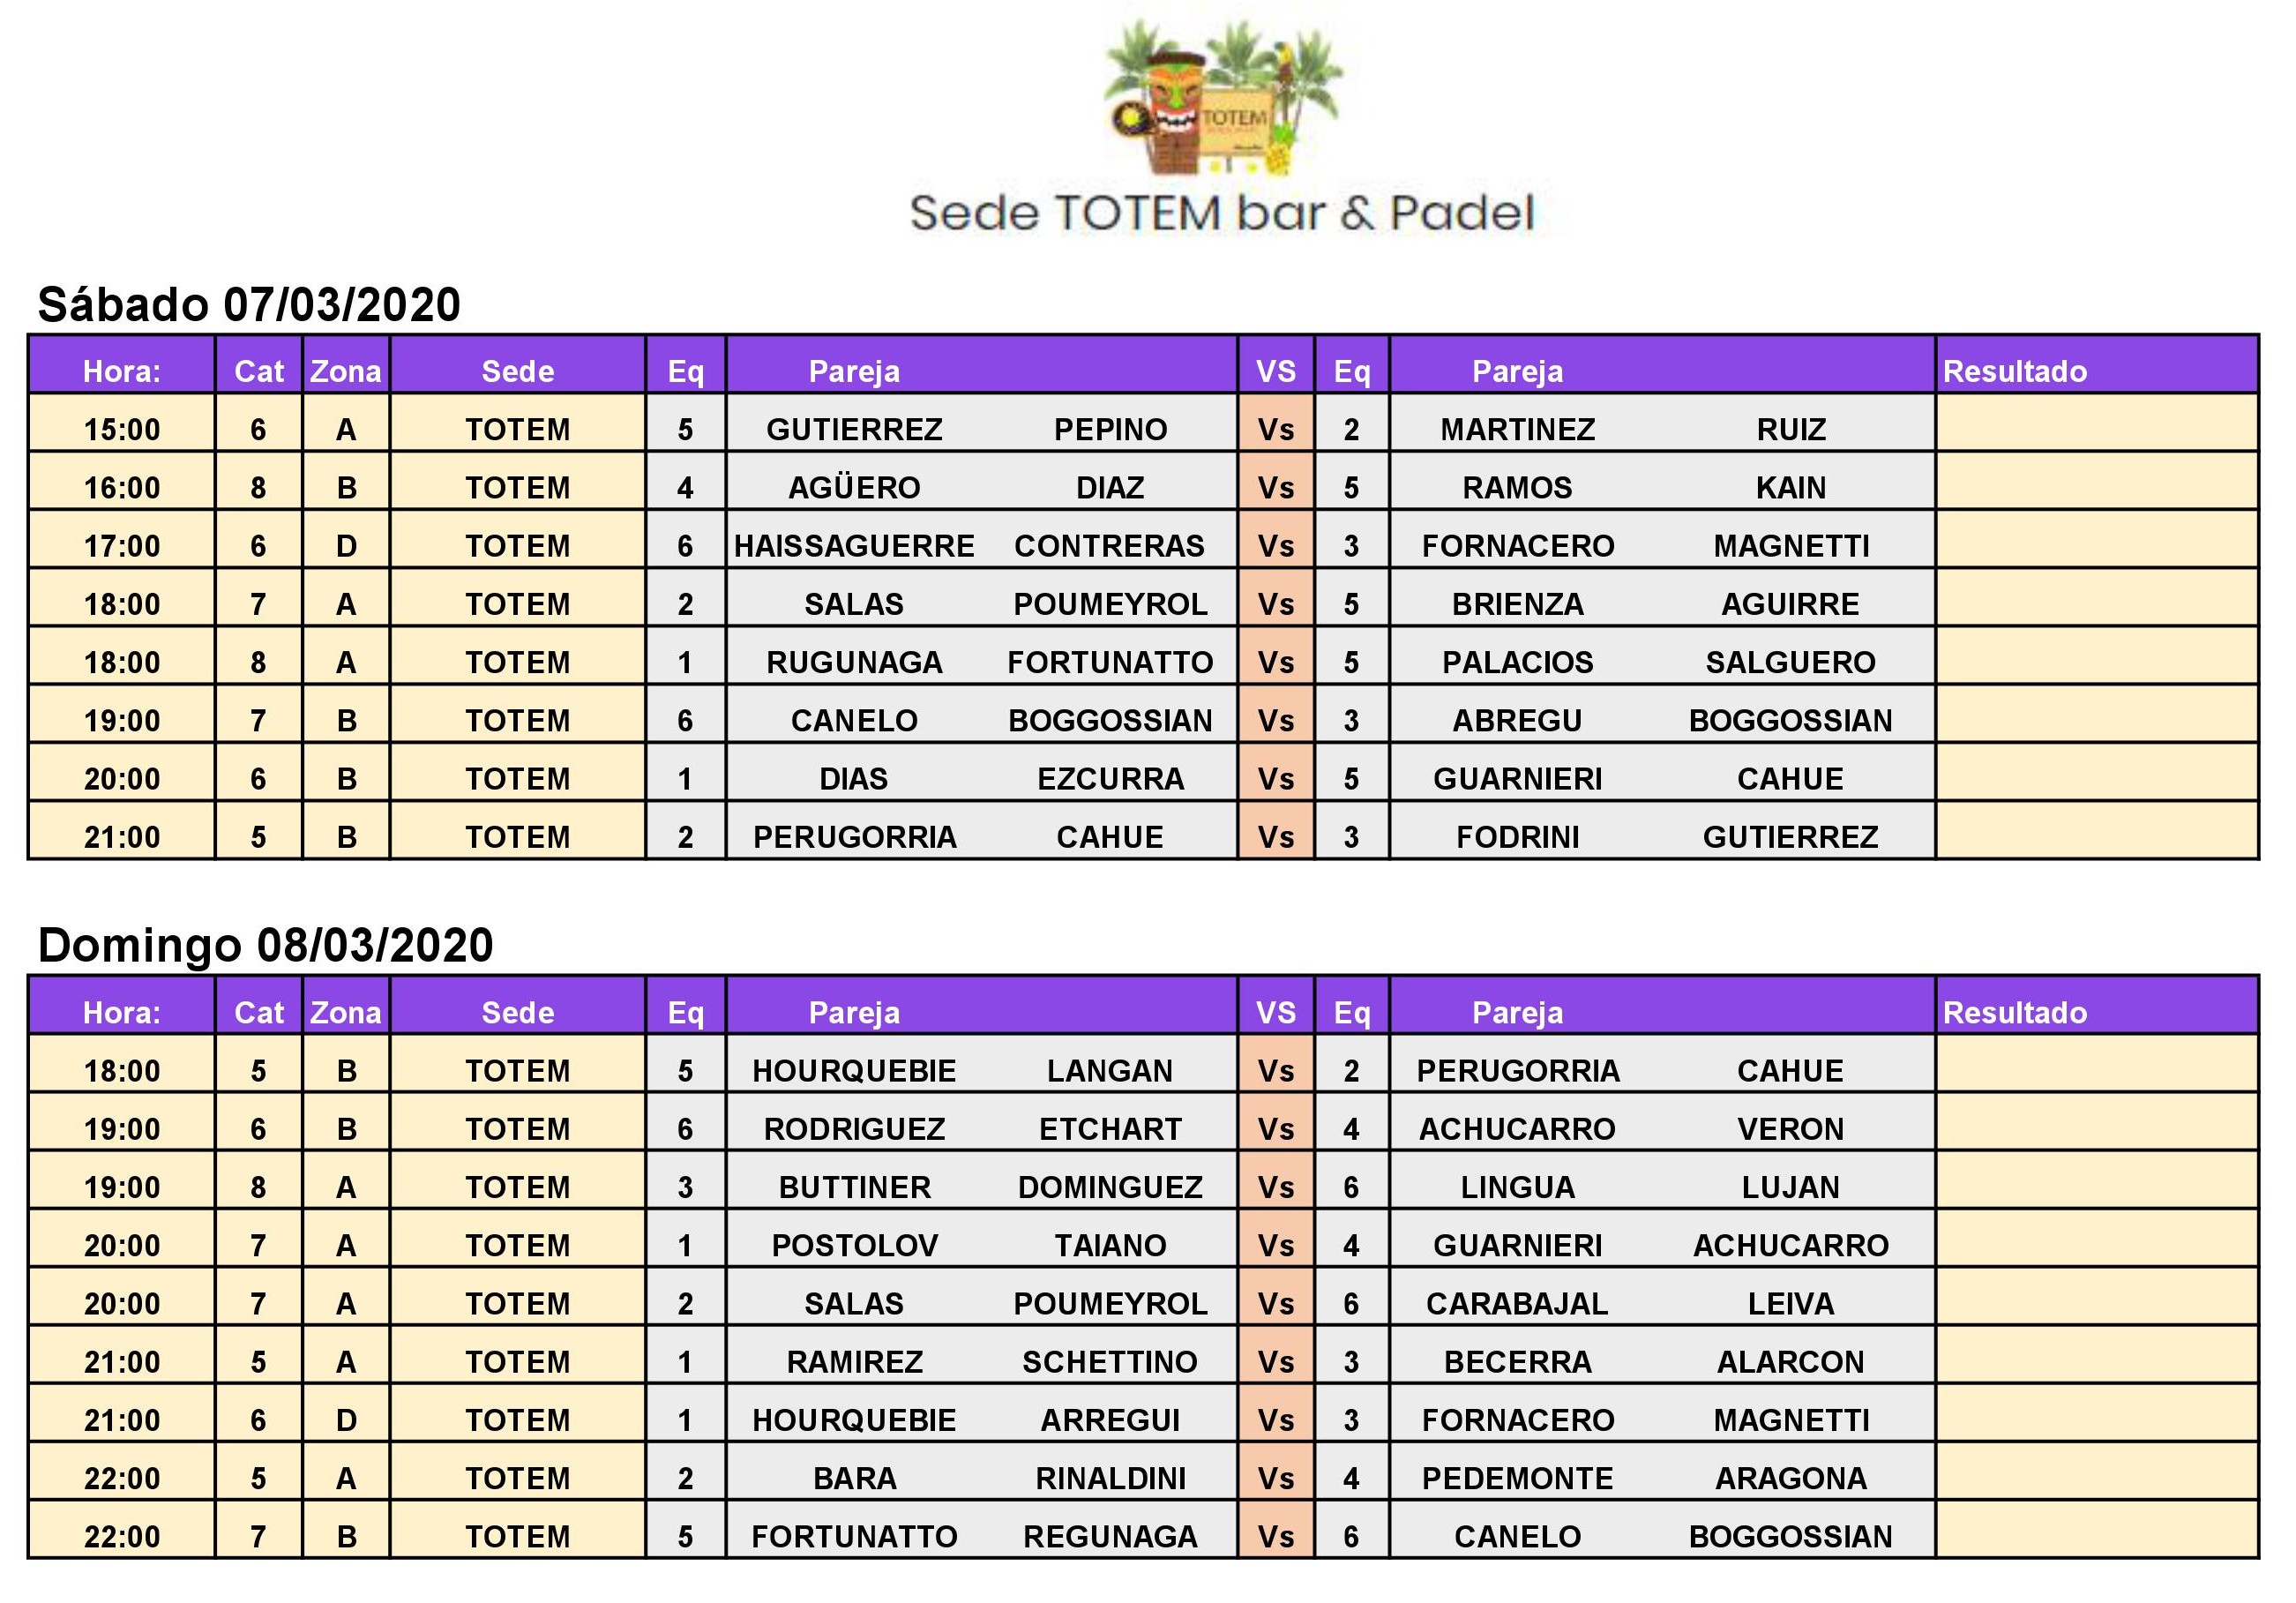 TOTEM
Sede TOTEM bar & Padel
Sábado 07/03/2020
Hora: Cat Zona Sede Eq Pareja VS Eq Pareja Resultado
15:00 6 A TOTEM 5 GUTIERREZ PEPINO Vs 2 MARTINEZ RUIZ
16:00 8 B TOTEM 4 AGÜERO DIAZ Vs 5 RAMOS KAIN
17:00 6 D TOTEM 6 HAISSAGUERRE CONTRERAS Vs 3 FORNACERO MAGNETTI
18:00 7 A TOTEM 2 SALAS POUMEYROL Vs 5 BRIENZA AGUIRRE
18:00 8 A TOTEM 1 RUGUNAGA FORTUNATTO Vs 5 PALACIOS SALGUERO
19:00 7 B TOTEM 6 CANELO BOGGOSSIAN Vs 3 ABREGU BOGGOSSIAN
20:00 6 B TOTEM 1 DIAS EZCURRA Vs 5 GUARNIERI CAHUE
21:00 5 B TOTEM 2 PERUGORRIA CAHUE Vs 3 FODRINI GUTIERREZ
Domingo 08/03/2020
Hora: Cat Zona Sede Eq Pareja VS Eq Pareja Resultado
18:00 5 B TOTEM 5 HOURQUEBIE LANGAN Vs 2 PERUGORRIA CAHUE
19:00 6 B TOTEM 6 RODRIGUEZ ETCHART Vs 4 ACHUCARRO VERON
19:00 8 A TOTEM 3 BUTTINER DOMINGUEZ Vs 6 LINGUA LUJAN
20:00 7 A TOTEM 1 POSTOLOV TAIANO Vs 4 GUARNIERI ACHUCARRO
20:00 7 A TOTEM 2 SALAS POUMEYROL Vs 6 CARABAJAL LEIVA
21:00 5 A TOTEM 1 RAMIREZ SCHETTINO Vs 3 BECERRA ALARCON
21:00 6 D TOTEM 1 HOURQUEBIE ARREGUI Vs 3 FORNACERO MAGNETTI
22:00 5 A TOTEM 2 BARA RINALDINI Vs 4 PEDEMONTE ARAGONA
22:00 7 B TOTEM 5 FORTUNATTO REGUNAGA Vs 6 CANELO BOGGOSSIAN